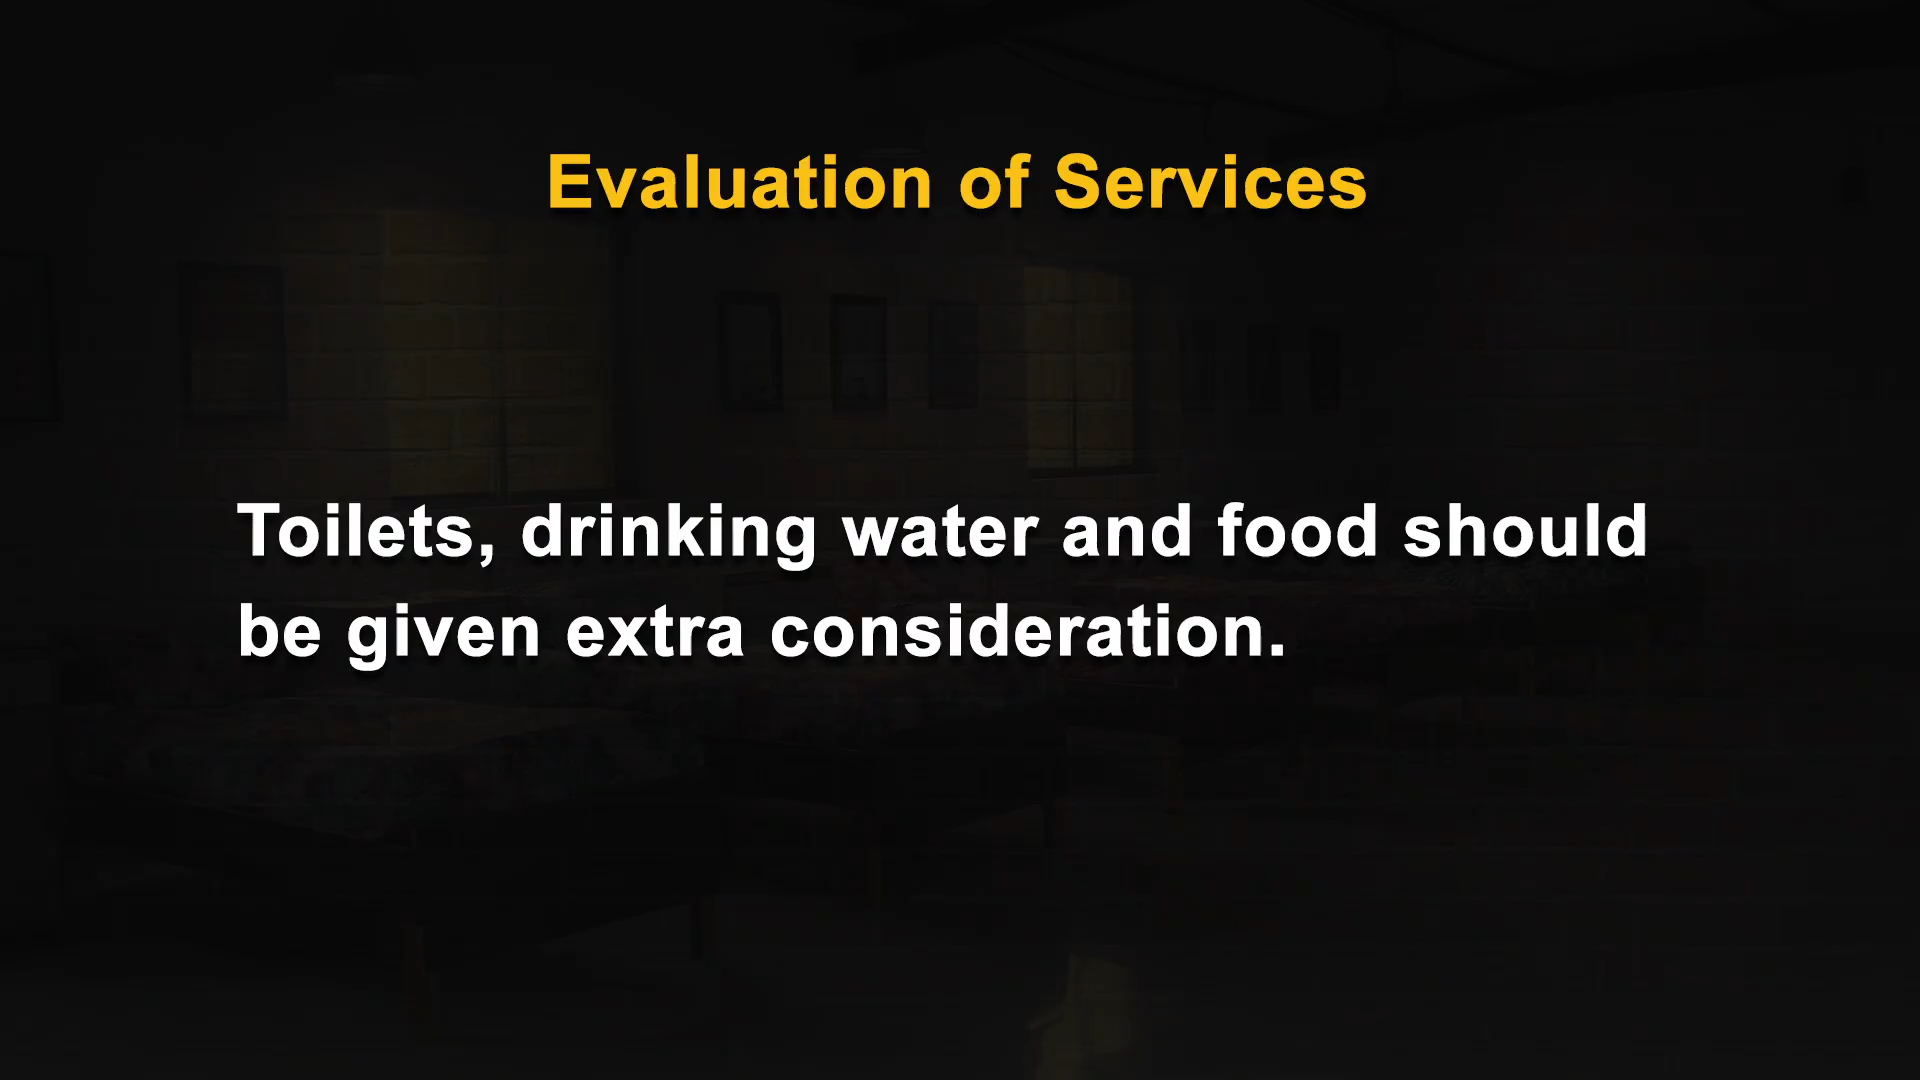 Evaluation of Services
Toilets, drinking water and food should
be given extra consideration.